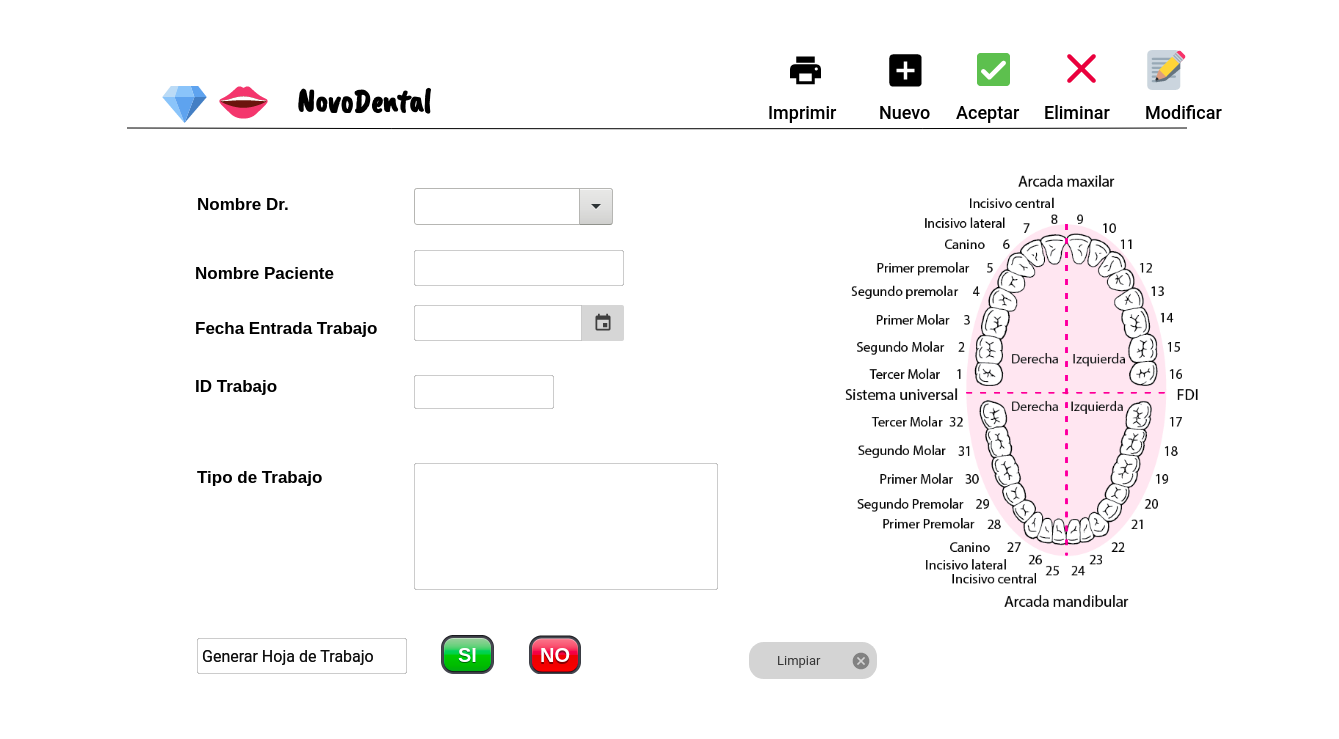 NovoDental
Imprimir
Nuevo
Aceptar
Eliminar
Modificar
Nombre Dr.
Nombre Paciente
Fecha Entrada Trabajo
ID Trabajo
Tipo de Trabajo
Generar Hoja de Trabajo
SI
NO
Limpiar
Arcada maxilar
Incisivo central 8 9
Incisivo lateral 7 10
Canino 6 11
Primer premolar 5 12
Segundo premolar 4 13
Primer Molar 3 14
Segundo Molar 2 15
Derecha Izquierda
Tercer Molar 1 16
Sistema universal FDI
Derecha Izquierda
Tercer Molar 32 17
Segundo Molar 31 18
Primer Molar 30 19
Segundo Premolar 29 20
Primer Premolar 28 21
Canino 27 22
Incisivo lateral 26 23
Incisivo central 25 24
Arcada mandibular